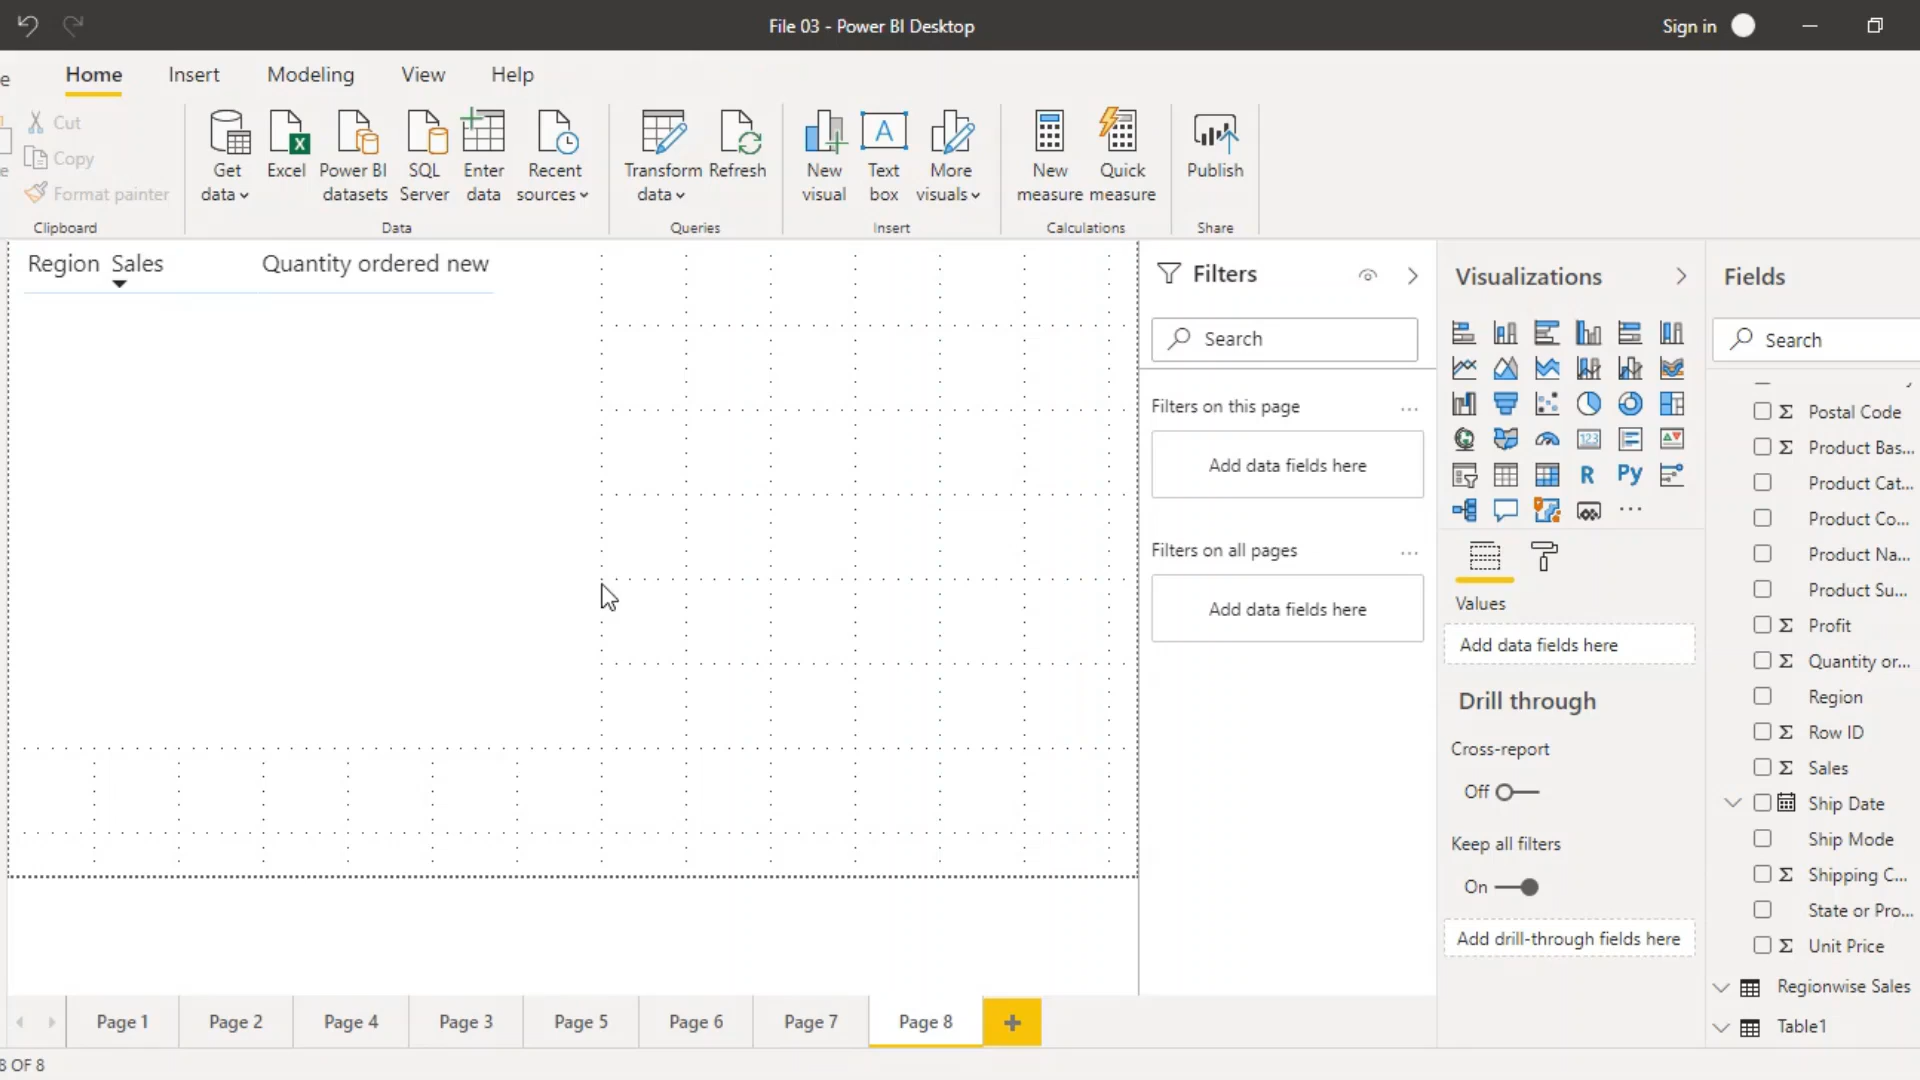 File 03 - Power BI Desktop
Sign in
e Home Insert Modeling View Help
Cut
Copy
Format painter
Clipboard
Get data
Excel
Power BI datasets
SQL Server
Enter data
Recent sources
Data
Transform data
Refresh
Queries
New visual
Text box
More visuals
Insert
New measure
Quick measure
Calculations
Publish
Share
Region Sales Quantity ordered new
Filters
Search
Filters on this page ...
Add data fields here
Filters on all pages ...
Add data fields here
Visualizations
123
R Py
...
Values
Add data fields here
Drill through
Cross-report
Off
Keep all filters
On
Add drill-through fields here
Fields
Search
Σ Postal Code
Σ Product Bas...
Product Cat...
Product Co...
Product Na...
Product Su...
Σ Profit
Σ Quantity or...
Region
Σ Row ID
Σ Sales
Ship Date
Ship Mode
Σ Shipping C...
State or Pro...
Σ Unit Price
Regionwise Sales
Table1
Page 1 Page 2 Page 4 Page 3 Page 5 Page 6 Page 7 Page 8 +
8 OF 8